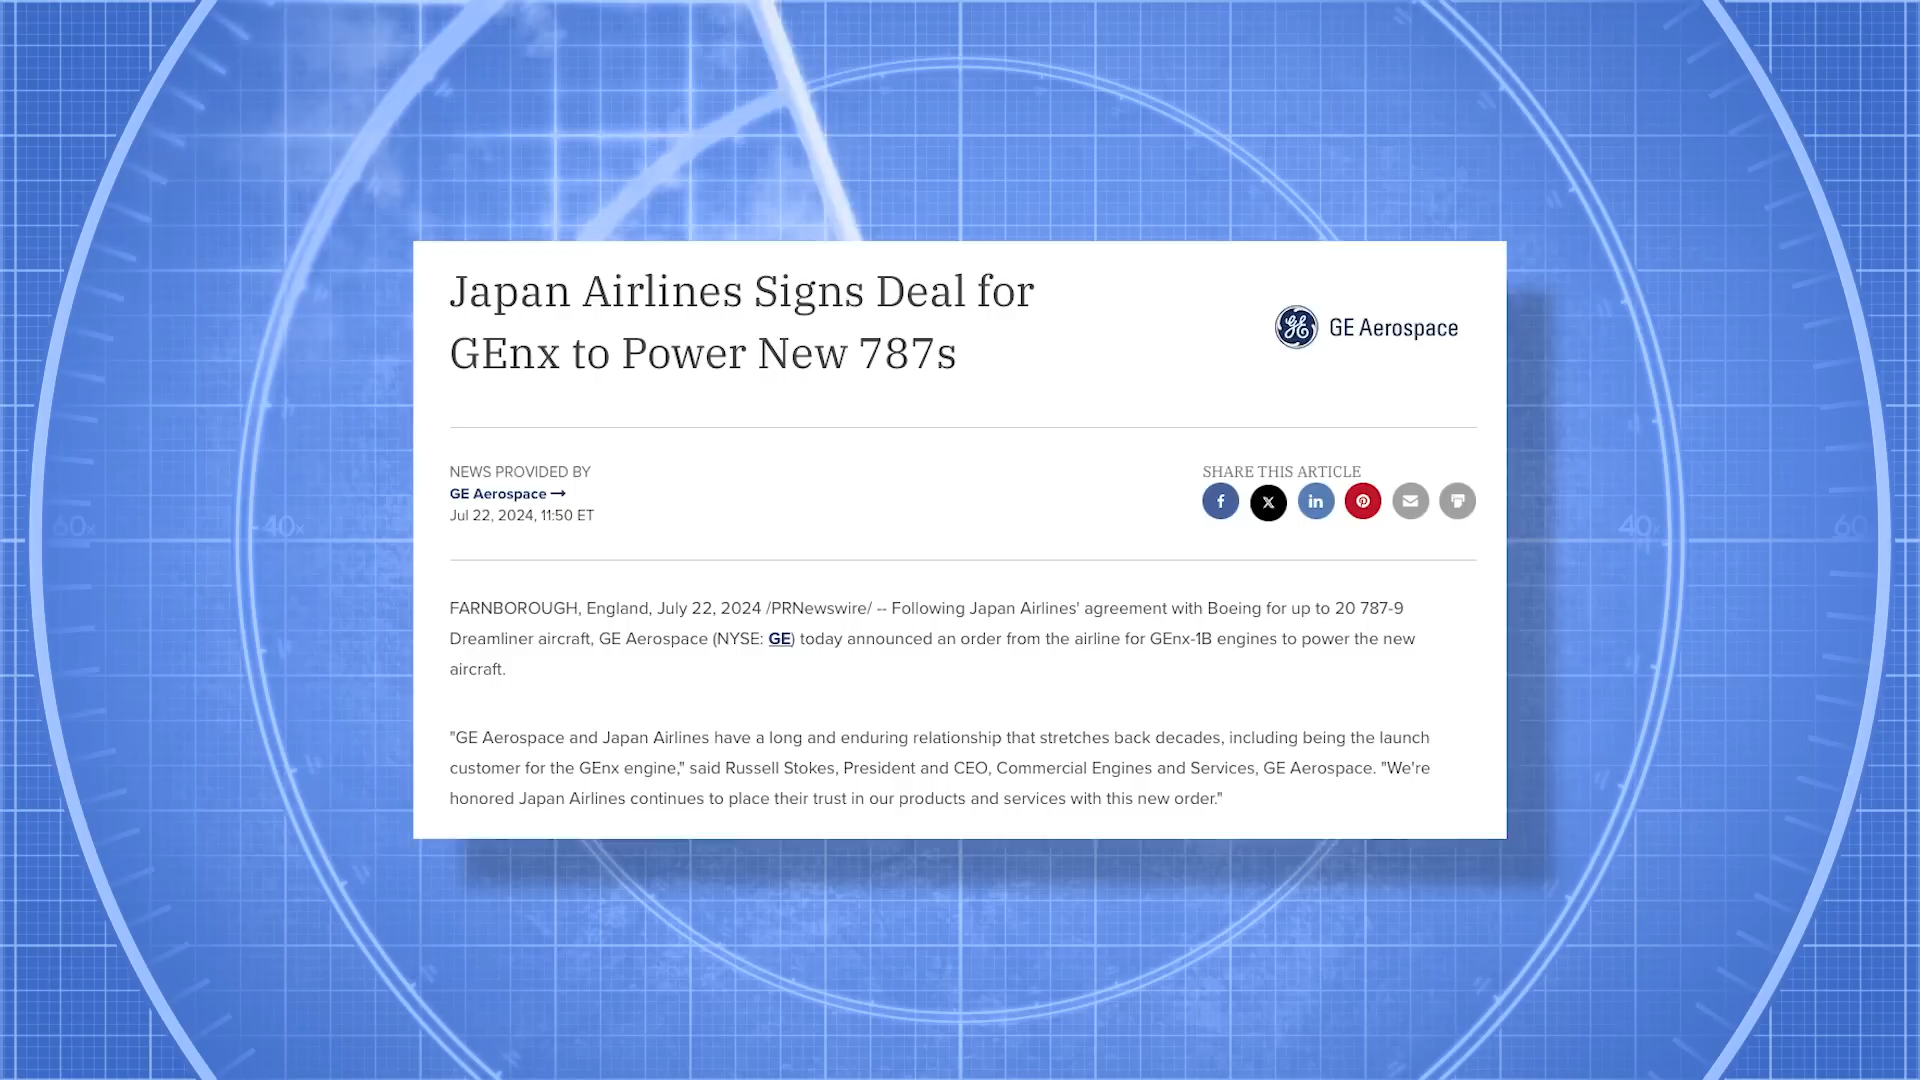 Japan Airlines Signs Deal for
GEnx to Power New 787s
GE Aerospace
NEWS PROVIDED BY
GE Aerospace →
Jul 22, 2024, 11:50 ET
SHARE THIS ARTICLE
FARNBOROUGH, England, July 22, 2024 /PRNewswire/ -- Following Japan Airlines' agreement with Boeing for up to 20 787-9
Dreamliner aircraft, GE Aerospace (NYSE: GE) today announced an order from the airline for GEnx-1B engines to power the new
aircraft.
"GE Aerospace and Japan Airlines have a long and enduring relationship that stretches back decades, including being the launch
customer for the GEnx engine," said Russell Stokes, President and CEO, Commercial Engines and Services, GE Aerospace. "We're
honored Japan Airlines continues to place their trust in our products and services with this new order."
60x
40x
40x
60